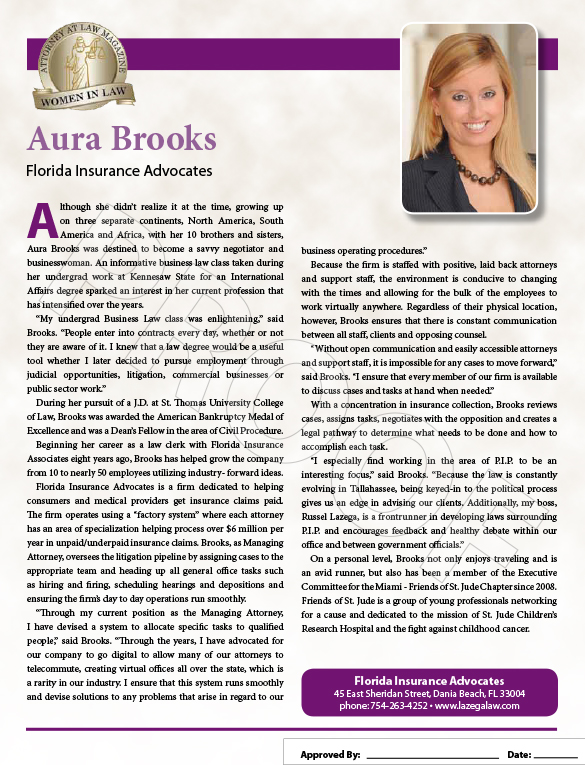 ATTORNEY AT LAW MAGAZINE
WOMEN IN LAW
Aura Brooks
Florida Insurance Advocates
Although she didn't realize it at the time, growing up
on three separate continents, North America, South
America and Africa, with her 10 brothers and sisters,
Aura Brooks was destined to become a savvy negotiator and
businesswoman. An informative business law class taken during
her undergrad work at Kennesaw State for an International
Affairs degree sparked an interest in her current profession that
has intensified over the years.
“My undergrad Business Law class was enlightening,” said
Brooks. “People enter into contracts every day, whether or not
they are aware of it. I knew that a law degree would be a useful
tool whether I later decided to pursue employment through
judicial opportunities, litigation, commercial businesses or
public sector work.”
During her pursuit of a J.D. at St. Thomas University College
of Law, Brooks was awarded the American Bankruptcy Medal of
Excellence and was a Dean's Fellow in the area of Civil Procedure.
Beginning her career as a law clerk with Florida Insurance
Associates eight years ago, Brooks has helped grow the company
from 10 to nearly 50 employees utilizing industry- forward ideas.
Florida Insurance Advocates is a firm dedicated to helping
consumers and medical providers get insurance claims paid.
The firm operates using a “factory system” where each attorney
has an area of specialization helping process over $6 million per
year in unpaid/underpaid insurance claims. Brooks, as Managing
Attorney, oversees the litigation pipeline by assigning cases to the
appropriate team and heading up all general office tasks such
as hiring and firing, scheduling hearings and depositions and
ensuring the firm's day to day operations run smoothly.
“Through my current position as the Managing Attorney,
I have devised a system to allocate specific tasks to qualified
people,” said Brooks. “Through the years, I have advocated for
our company to go digital to allow many of our attorneys to
telecommute, creating virtual offices all over the state, which is
a rarity in our industry. I ensure that this system runs smoothly
and devise solutions to any problems that arise in regard to our
business operating procedures.”
Because the firm is staffed with positive, laid back attorneys
and support staff, the environment is conducive to changing
with the times and allowing for the bulk of the employees to
work virtually anywhere. Regardless of their physical location,
however, Brooks ensures that there is constant communication
between all staff, clients and opposing counsel.
“Without open communication and easily accessible attorneys
and support staff, it is impossible for any cases to move forward,”
said Brooks. “I ensure that every member of our firm is available
to discuss cases and tasks at hand when needed.”
With a concentration in insurance collection, Brooks reviews
cases, assigns tasks, negotiates with the opposition and creates a
legal pathway to determine what needs to be done and how to
accomplish each task.
“I especially find working in the area of P.I.P. to be an
interesting focus,” said Brooks. “Because the law is constantly
evolving in Tallahassee, being keyed-in to the political process
gives us an edge in advising our clients. Additionally, my boss,
Russel Lazega, is a frontrunner in developing laws surrounding
P.I.P. and encourages feedback and healthy debate within our
office and between government officials.”
On a personal level, Brooks not only enjoys traveling and is
an avid runner, but also has been a member of the Executive
Committee for the Miami - Friends of St. Jude Chapter since 2008.
Friends of St. Jude is a group of young professionals networking
for a cause and dedicated to the mission of St. Jude Children's
Research Hospital and the fight against childhood cancer.
Florida Insurance Advocates
45 East Sheridan Street, Dania Beach, FL 33004
phone: 754-263-4252 • www.lazegalaw.com
Approved By: Date:
PROOF